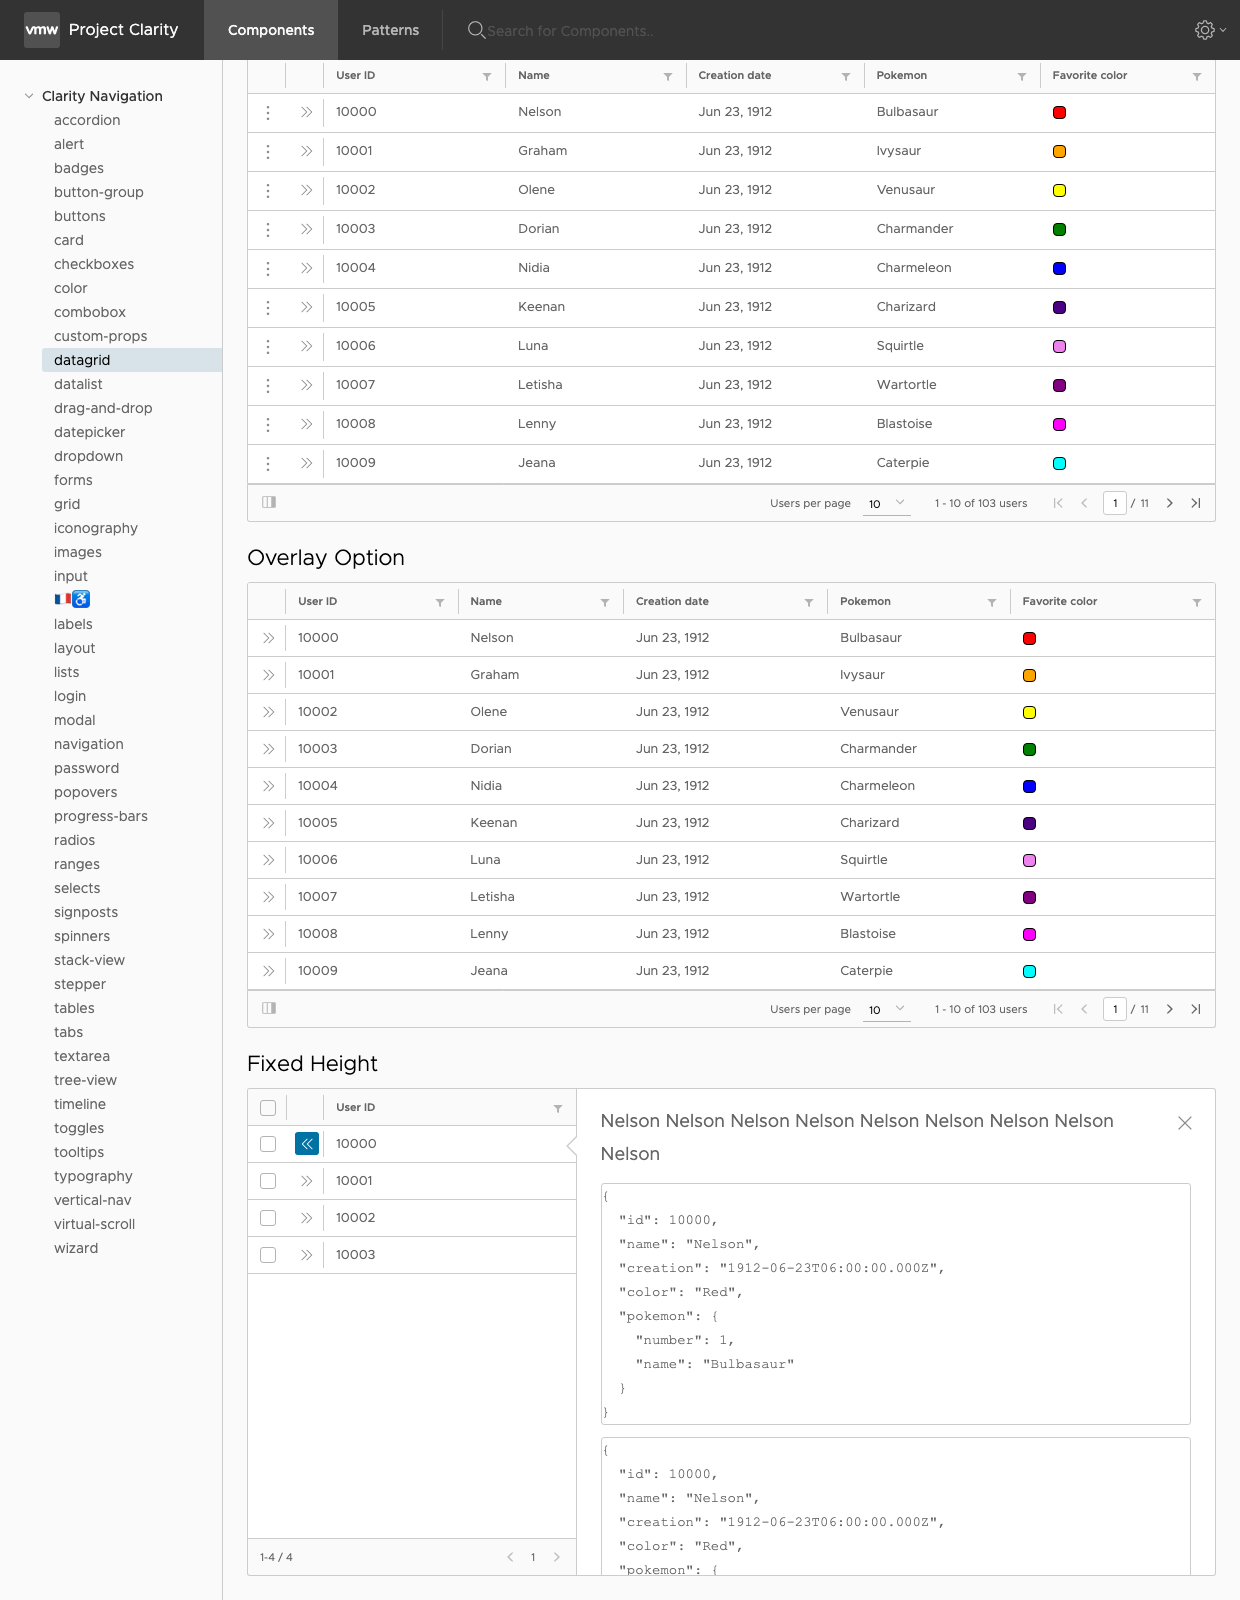 vmw Project Clarity Components Patterns Search for Components..
Clarity Navigation
accordion
alert
badges
button-group
buttons
card
checkboxes
color
combobox
custom-props
datagrid
datalist
drag-and-drop
datepicker
dropdown
forms
grid
iconography
images
input
🇫🇷♿
labels
layout
lists
login
modal
navigation
password
popovers
progress-bars
radios
ranges
selects
signposts
spinners
stack-view
stepper
tables
tabs
textarea
tree-view
timeline
toggles
tooltips
typography
vertical-nav
virtual-scroll
wizard
User ID Name Creation date Pokemon Favorite color
10000 Nelson Jun 23, 1912 Bulbasaur
10001 Graham Jun 23, 1912 Ivysaur
10002 Olene Jun 23, 1912 Venusaur
10003 Dorian Jun 23, 1912 Charmander
10004 Nidia Jun 23, 1912 Charmeleon
10005 Keenan Jun 23, 1912 Charizard
10006 Luna Jun 23, 1912 Squirtle
10007 Letisha Jun 23, 1912 Wartortle
10008 Lenny Jun 23, 1912 Blastoise
10009 Jeana Jun 23, 1912 Caterpie
Users per page 10 1 - 10 of 103 users 1 / 11
Overlay Option
User ID Name Creation date Pokemon Favorite color
10000 Nelson Jun 23, 1912 Bulbasaur
10001 Graham Jun 23, 1912 Ivysaur
10002 Olene Jun 23, 1912 Venusaur
10003 Dorian Jun 23, 1912 Charmander
10004 Nidia Jun 23, 1912 Charmeleon
10005 Keenan Jun 23, 1912 Charizard
10006 Luna Jun 23, 1912 Squirtle
10007 Letisha Jun 23, 1912 Wartortle
10008 Lenny Jun 23, 1912 Blastoise
10009 Jeana Jun 23, 1912 Caterpie
Users per page 10 1 - 10 of 103 users 1 / 11
Fixed Height
User ID
10000
10001
10002
10003
1-4 / 4 1
Nelson Nelson Nelson Nelson Nelson Nelson Nelson Nelson
Nelson
{
"id": 10000,
"name": "Nelson",
"creation": "1912-06-23T06:00:00.000Z",
"color": "Red",
"pokemon": {
"number": 1,
"name": "Bulbasaur"
}
}
{
"id": 10000,
"name": "Nelson",
"creation": "1912-06-23T06:00:00.000Z",
"color": "Red",
"pokemon": {